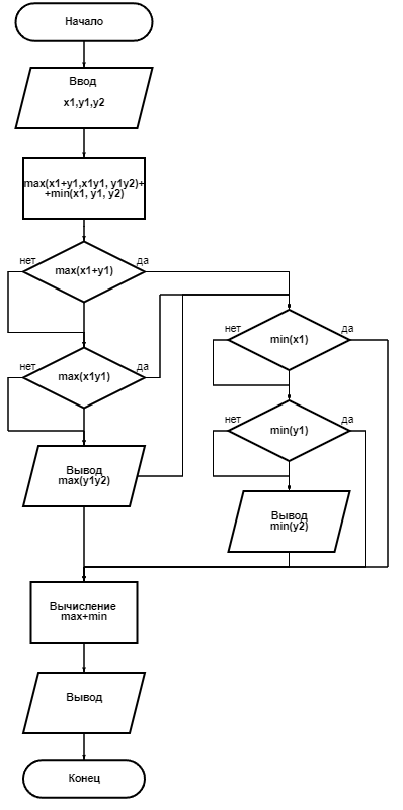 Начало
Ввод
x1,y1,y2
max(x1+y1,x1y1, y1y2)+
+min(x1, y1, y2)
нет
да
max(x1+y1)
нет
да
min(x1)
нет
да
max(x1y1)
нет
да
min(y1)
Вывод
max(y1y2)
Вывод
min(y2)
Вычисление
max+min
Вывод
Конец